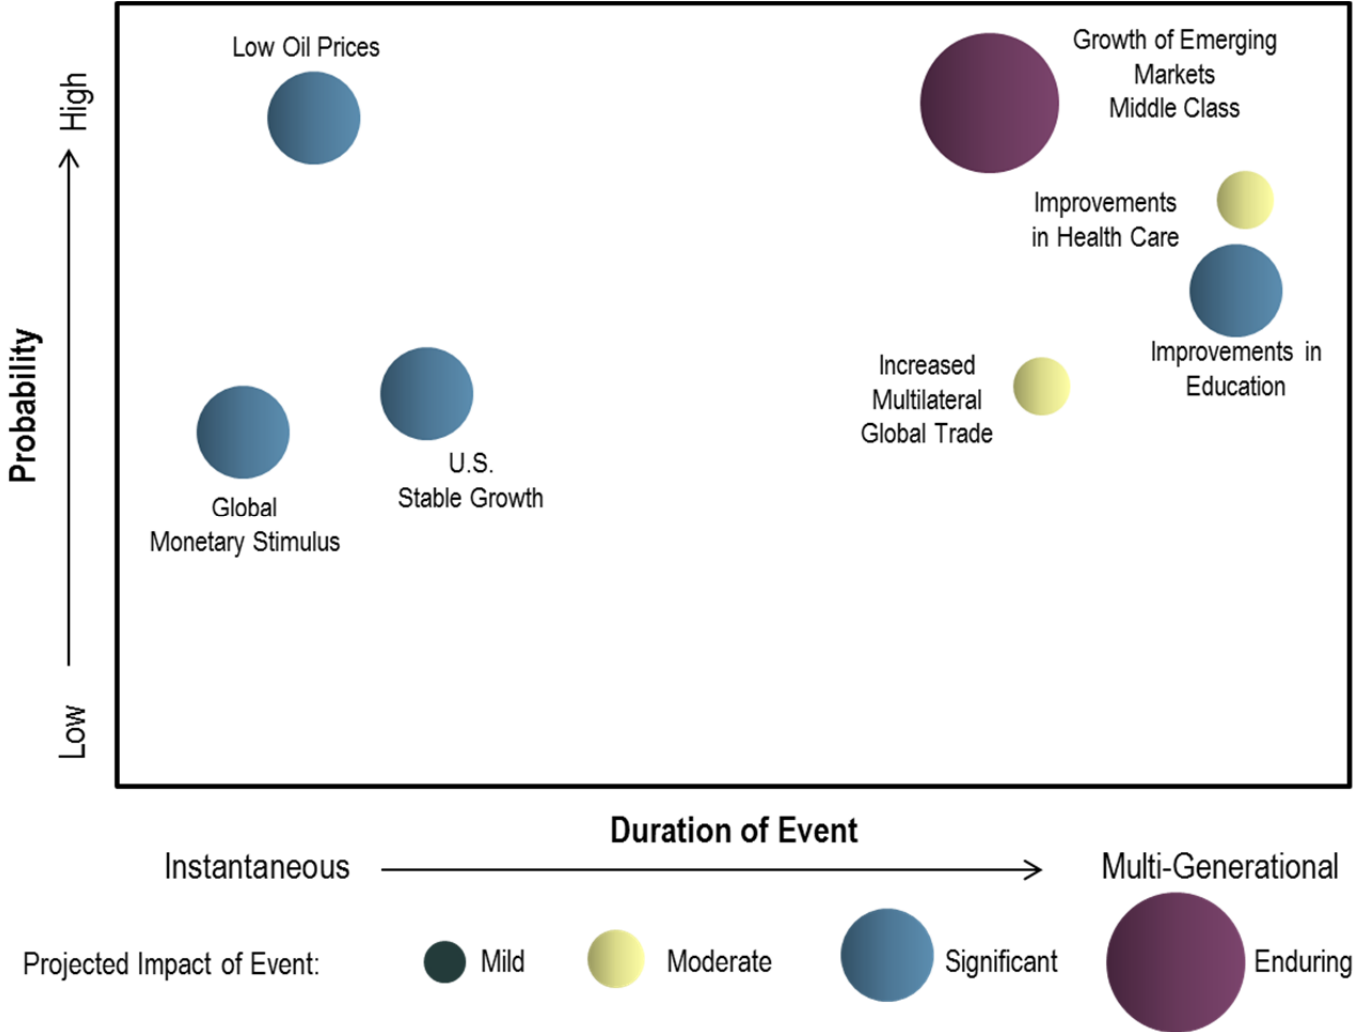 Low Oil Prices
Growth of Emerging
Markets
Middle Class
Improvements
in Health Care
Improvements in
Education
Increased
Multilateral
Global Trade
U.S.
Stable Growth
Global
Monetary Stimulus
High
Probability
Low
Duration of Event
Instantaneous
Multi-Generational
Projected Impact of Event:
Mild
Moderate
Significant
Enduring